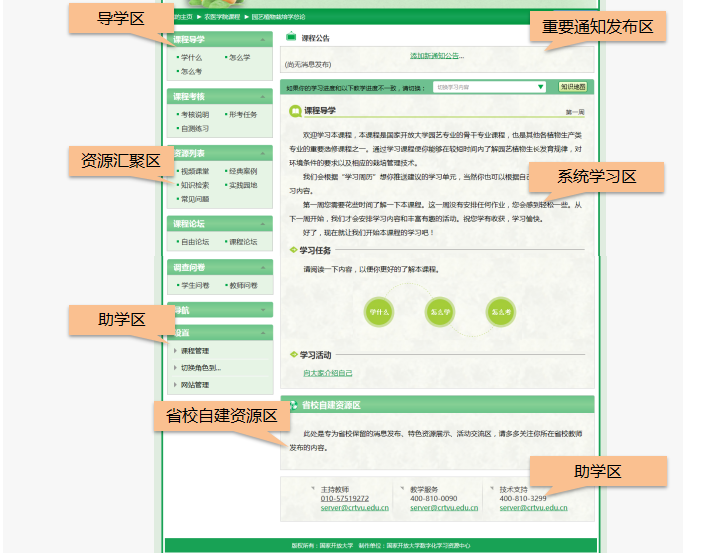 导学区
的主页 ▶ 农医学院课程 ▶ 园艺植物栽培学总论
重要通知发布区
课程导学
学什么 怎么学
怎么考
课程公告
添加新通知公告...
(尚无消息发布)
如果你的学习进度和以下教学进度不一致，请切换：
切换学习内容
知识地图
课程考核
考核说明 形考任务
自测练习
课程导学
第一周
欢迎学习本课程，本课程是国家开放大学园艺专业的骨干专业课程，也是其他各植物生产类
专业的重要选修课程之一。通过学习课程使你能够在较短时间内了解园艺植物生长发育规律，对
环境条件的要求以及相应的栽培管理技术。
我们会根据“学习周历”想你推送建议的学习单元，当然你也可以根据自己
习内容。
第一周您需要花些时间了解一下本课程。这一周没有安排任何作业，您会感到轻松一些。从
下一周开始，我们才会安排学习内容和丰富有趣的活动。祝您学有收获，学习愉快。
好了，现在就让我们开始本课程的学习吧！
资源汇聚区
资源列表
视频课堂 经典案例
知识检索 实践园地
常见问题
系统学习区
课程论坛
自由论坛 课程论坛
学习任务
请阅读一下内容，以便你更好的了解本课程。
学什么 怎么学 怎么考
调查问卷
学生问卷 教师问卷
助学区
导航
设置
课程管理
切换角色到...
网站管理
学习活动
向大家介绍自己
省校自建资源区
省校自建资源区
此处是专为省校保留的消息发布、特色资源展示、活动交流区，请多多关注你所在省校教师
发布的内容。
助学区
主持教师 教学服务 技术支持
010-57519272 400-810-0090 400-810-3299
server@crtvu.edu.cn server@crtvu.edu.cn server@crtvu.edu.cn
版权所有：国家开放大学 制作单位：国家开放大学数字化学习资源中心